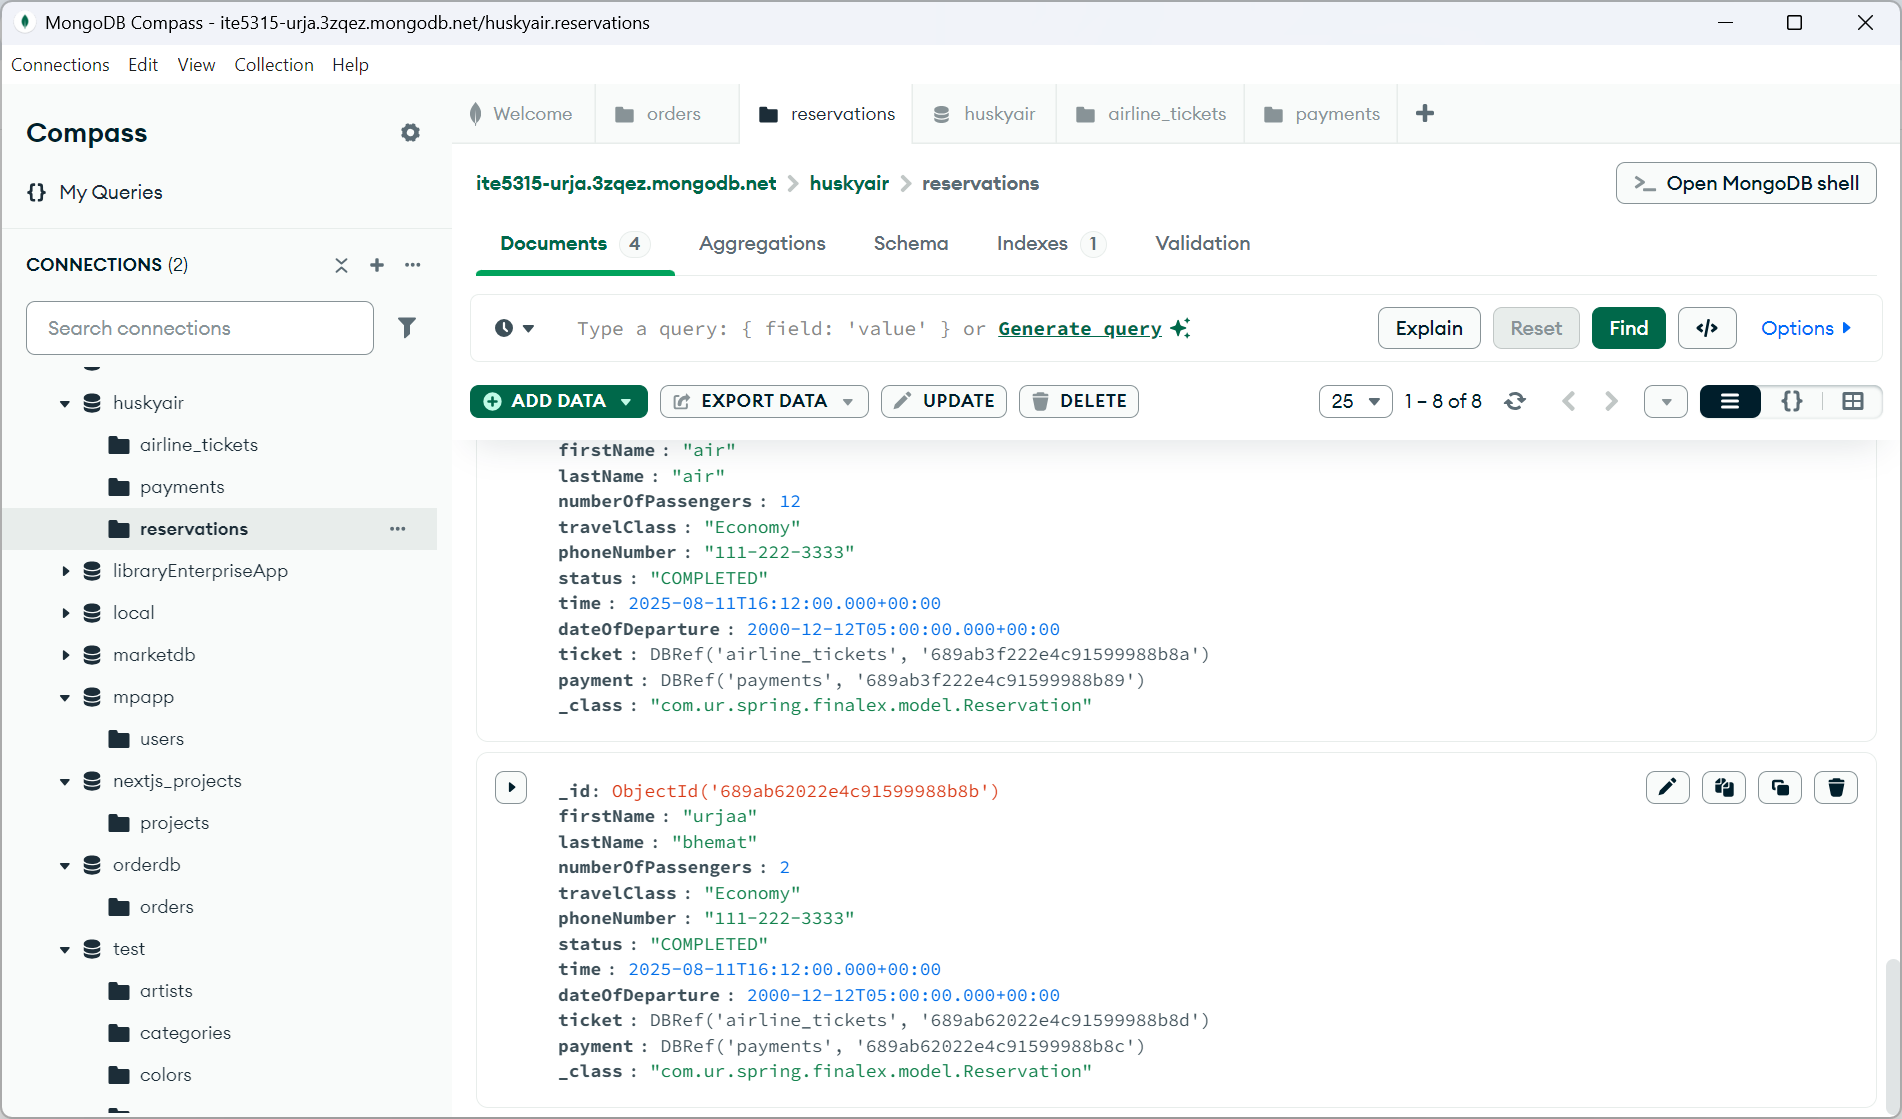 MongoDB Compass - ite5315-urja.3zqez.mongodb.net/huskyair.reservations
Connections Edit View Collection Help
Compass
My Queries
CONNECTIONS (2)
Search connections
huskyair
airline_tickets
payments
reservations
libraryEnterpriseApp
local
marketdb
mpapp
users
nextjs_projects
projects
orderdb
orders
test
artists
categories
colors
Welcome orders reservations huskyair airline_tickets payments
ite5315-urja.3zqez.mongodb.net > huskyair > reservations
>_ Open MongoDB shell
Documents 4 Aggregations Schema Indexes 1 Validation
Type a query: { field: 'value' } or Generate query
Explain Reset Find </> Options
ADD DATA EXPORT DATA UPDATE DELETE
25 1 – 8 of 8 {}
firstName : "air"
lastName : "air"
numberOfPassengers : 12
travelClass : "Economy"
phoneNumber : "111-222-3333"
status : "COMPLETED"
time : 2025-08-11T16:12:00.000+00:00
dateOfDeparture : 2000-12-12T05:00:00.000+00:00
ticket : DBRef('airline_tickets', '689ab3f222e4c91599988b8a')
payment : DBRef('payments', '689ab3f222e4c91599988b89')
_class : "com.ur.spring.finalex.model.Reservation"
_id: ObjectId('689ab62022e4c91599988b8b')
firstName : "urjaa"
lastName : "bhemat"
numberOfPassengers : 2
travelClass : "Economy"
phoneNumber : "111-222-3333"
status : "COMPLETED"
time : 2025-08-11T16:12:00.000+00:00
dateOfDeparture : 2000-12-12T05:00:00.000+00:00
ticket : DBRef('airline_tickets', '689ab62022e4c91599988b8d')
payment : DBRef('payments', '689ab62022e4c91599988b8c')
_class : "com.ur.spring.finalex.model.Reservation"